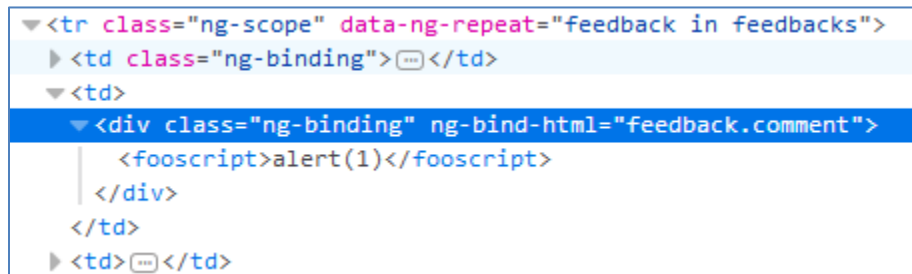 <tr class="ng-scope" data-ng-repeat="feedback in feedbacks">
<td class="ng-binding">…</td>
<td>
<div class="ng-binding" ng-bind-html="feedback.comment">
<fooscript>alert(1)</fooscript>
</div>
</td>
<td>…</td>